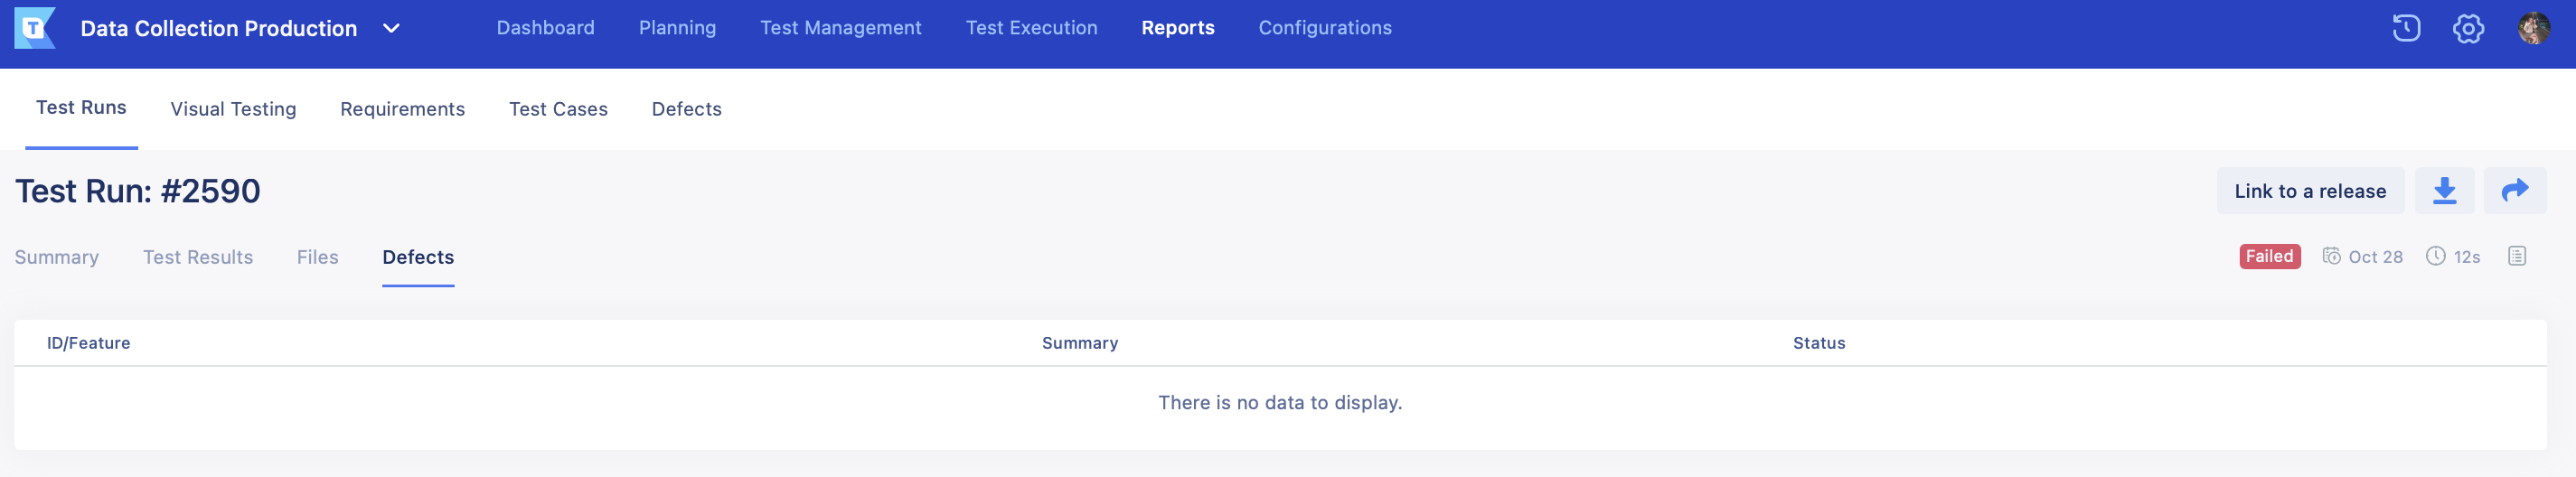 T Data Collection Production Dashboard Planning Test Management Test Execution Reports Configurations
Test Runs Visual Testing Requirements Test Cases Defects
Test Run: #2590 Link to a release
Summary Test Results Files Defects Failed Oct 28 12s
ID/Feature Summary Status
There is no data to display.